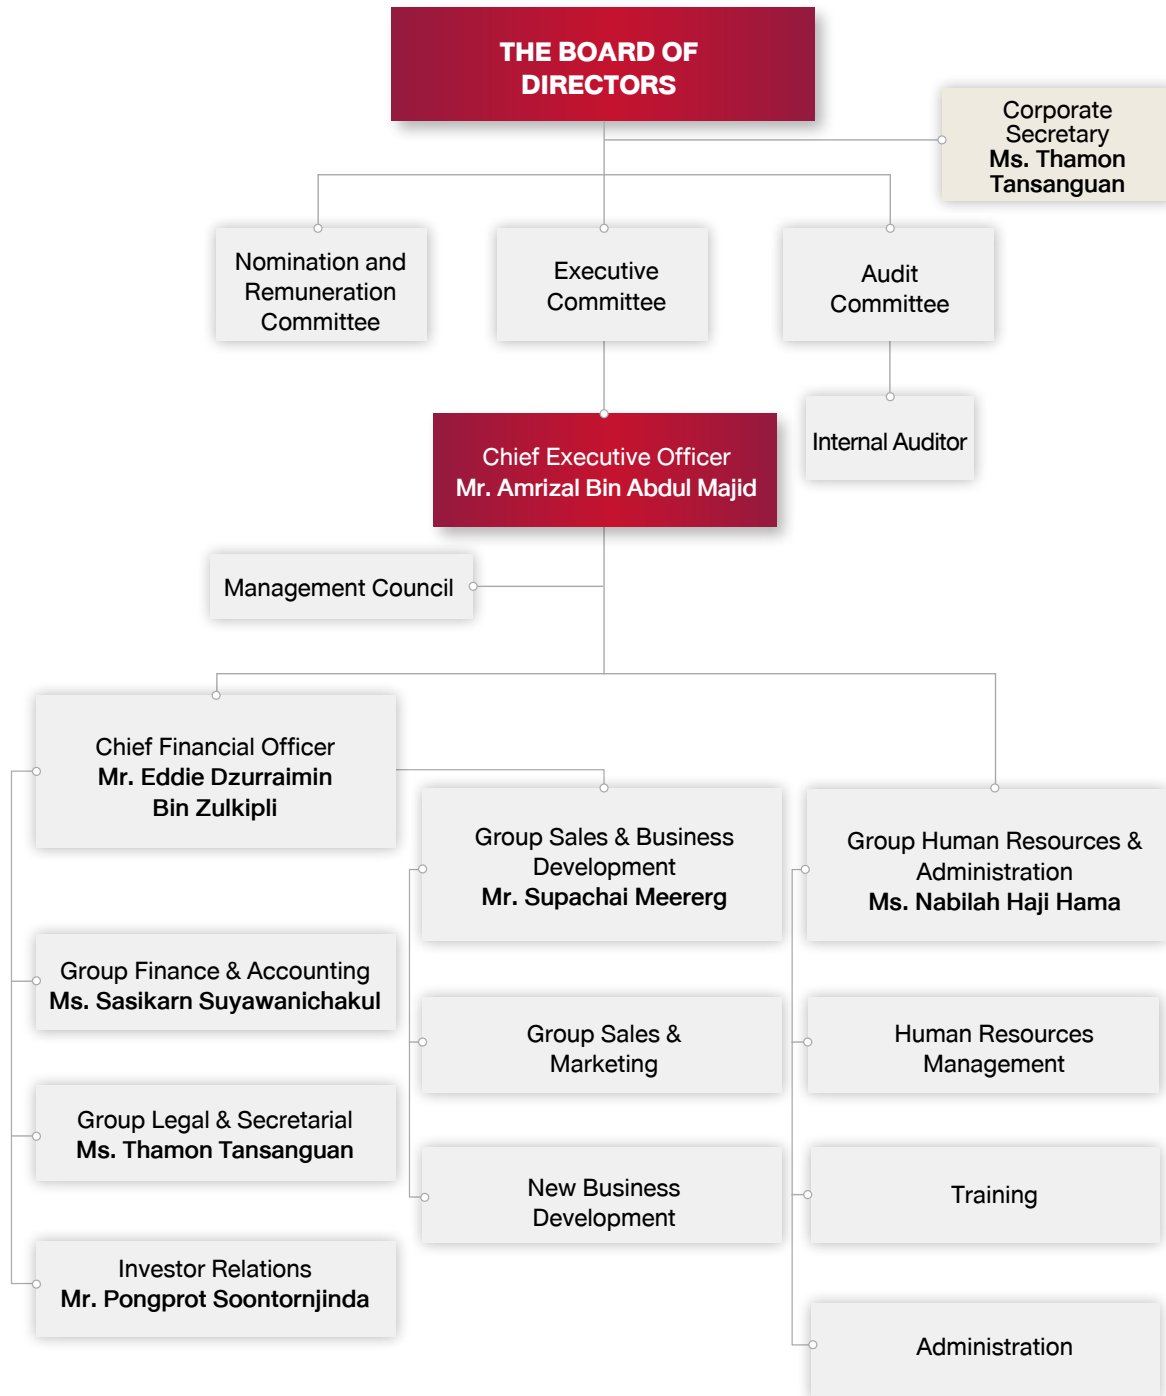 THE BOARD OF
DIRECTORS
Corporate
Secretary
Ms. Thamon
Tansanguan
Nomination and
Remuneration
Committee
Executive
Committee
Audit
Committee
Internal Auditor
Chief Executive Officer
Mr. Amrizal Bin Abdul Majid
Management Council
Chief Financial Officer
Mr. Eddie Dzurraimin
Bin Zulkipli
Group Finance & Accounting
Ms. Sasikarn Suyawanichakul
Group Legal & Secretarial
Ms. Thamon Tansanguan
Investor Relations
Mr. Pongprot Soontornjinda
Group Sales & Business
Development
Mr. Supachai Meererg
Group Sales &
Marketing
New Business
Development
Group Human Resources &
Administration
Ms. Nabilah Haji Hama
Human Resources
Management
Training
Administration